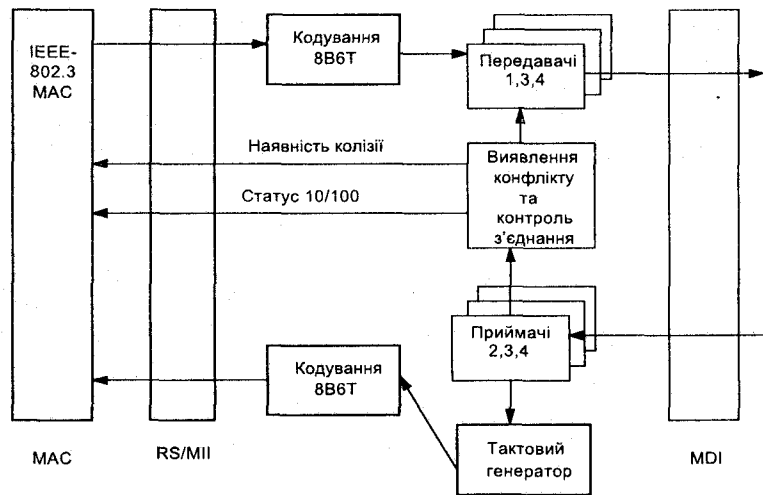 IEEE-
802.3
MAC
Кодування
8B6T
Передавачі
1,3,4
Наявність колізії
Статус 10/100
Виявлення
конфлікту
та
контроль
з'єднання
Приймачі
2,3,4
Кодування
8B6T
Тактовий
генератор
MAC
RS/MII
MDI